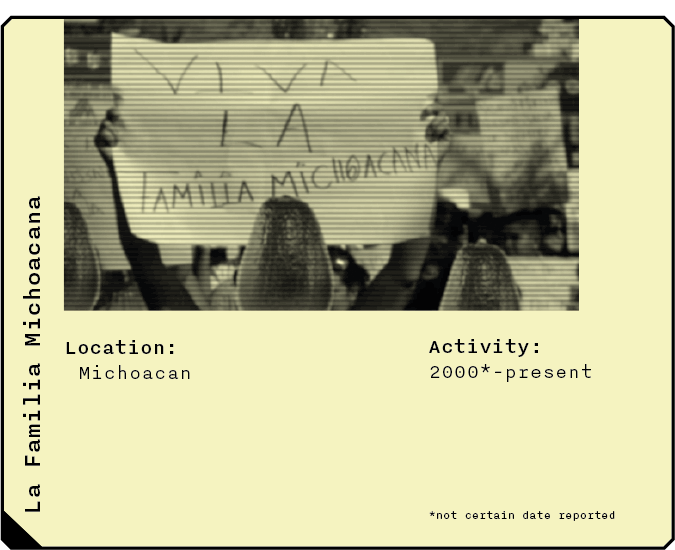 VIVA
LA
FAMILIA MICHOACANA
La Familia Michoacana
Location:
Michoacan
Activity:
2000*-present
*not certain date reported